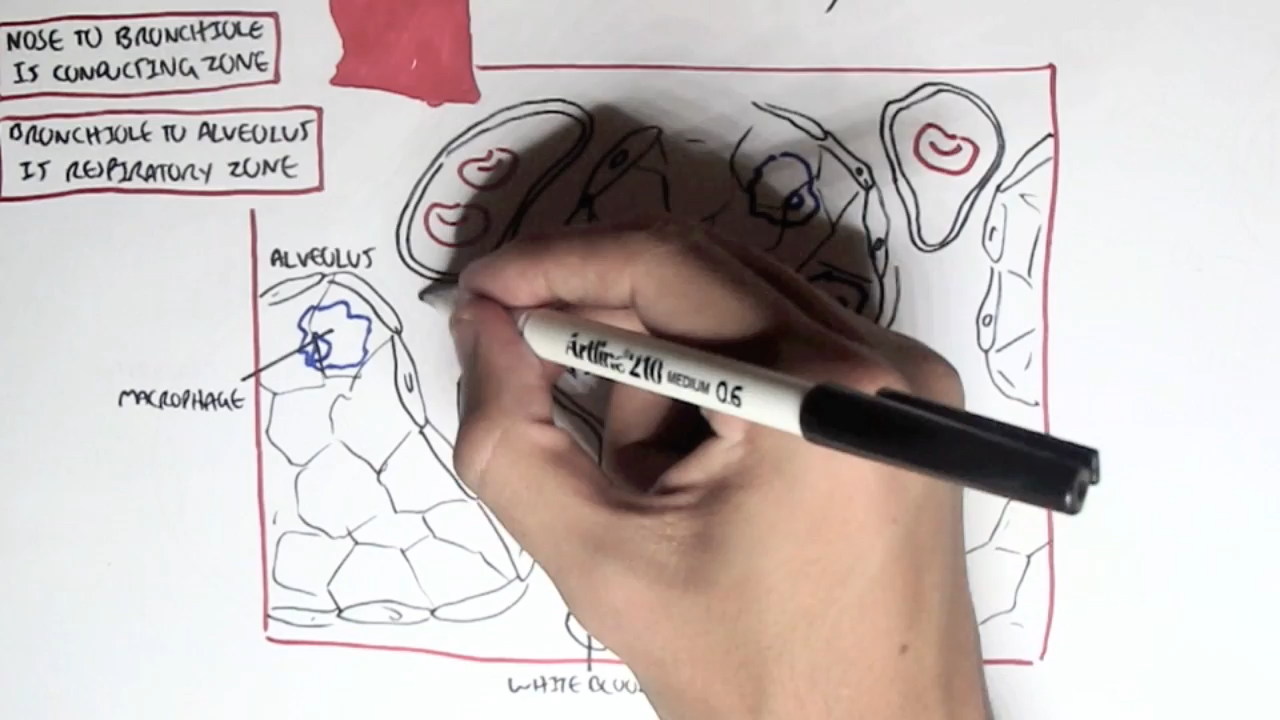 NOSE TO BRONCHIOLE
IS CONDUCTING ZONE
BRONCHIOLE TO ALVEOLUS
IS RESPIRATORY ZONE
ALVEOLUS
MACROPHAGE
Artline 210 MEDIUM 0.6
WHITE